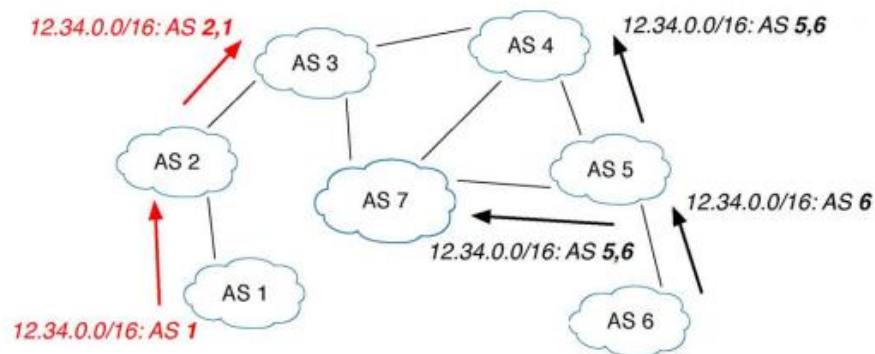 12.34.0.0/16: AS 2,1
12.34.0.0/16: AS 5,6
AS 3
AS 4
AS 2
AS 5
AS 7
12.34.0.0/16: AS 6
12.34.0.0/16: AS 5,6
AS 1
12.34.0.0/16: AS 1
AS 6